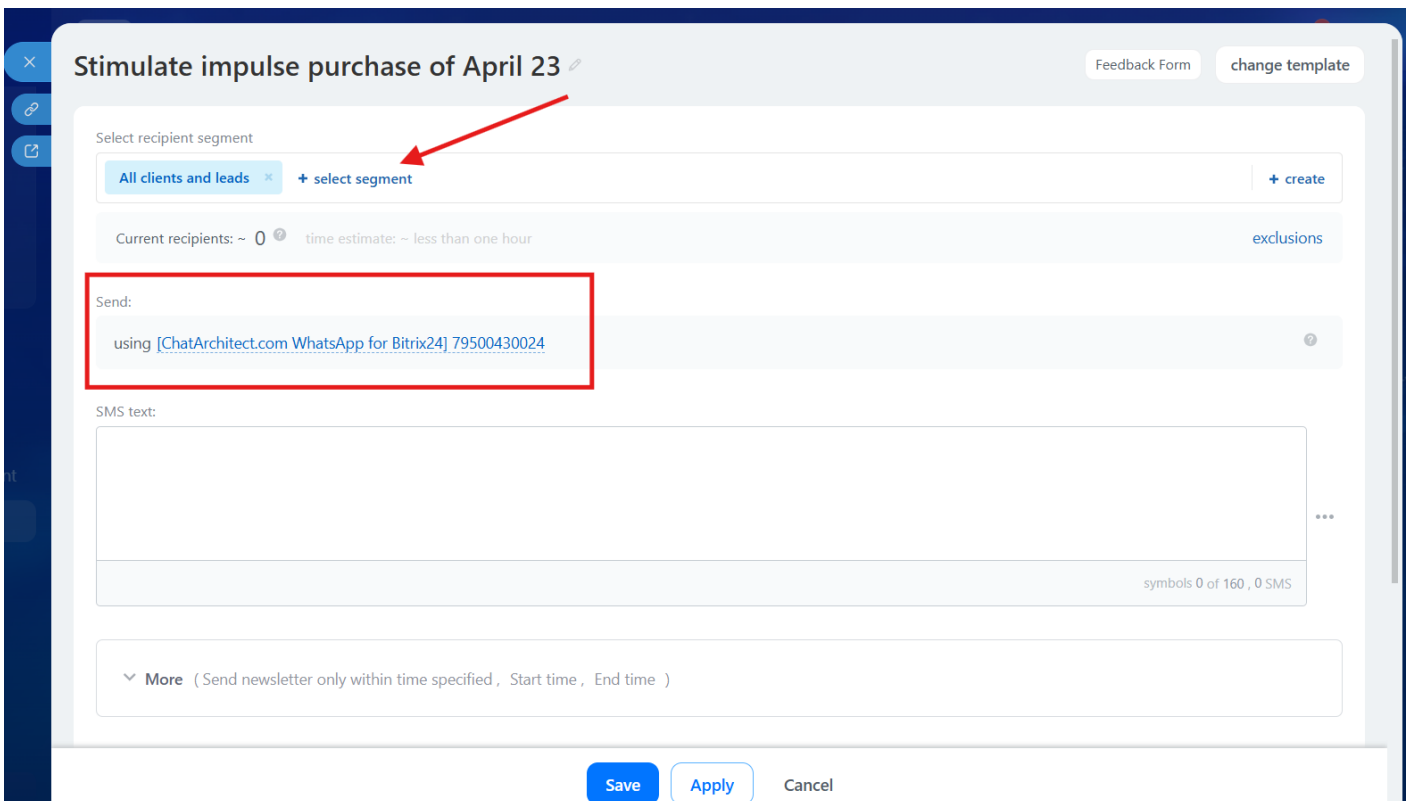 Stimulate impulse purchase of April 23
Feedback Form
change template
Select recipient segment
All clients and leads ×
+ select segment
+ create
Current recipients: ~ 0 ?
time estimate: ~ less than one hour
exclusions
Send:
using [ChatArchitect.com WhatsApp for Bitrix24] 79500430024
?
SMS text:
symbols 0 of 160 , 0 SMS
nt
More ( Send newsletter only within time specified , Start time , End time )
Save
Apply
Cancel